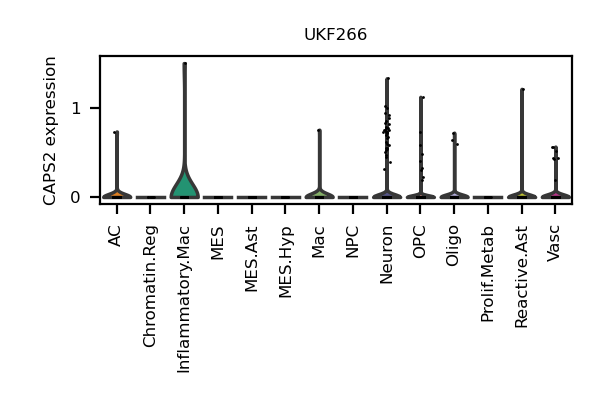 UKF266
CAPS2 expression
1
0
AC
Chromatin.Reg
Inflammatory.Mac
MES
MES.Ast
MES.Hyp
Mac
NPC
Neuron
OPC
Oligo
Prolif.Metab
Reactive.Ast
Vasc